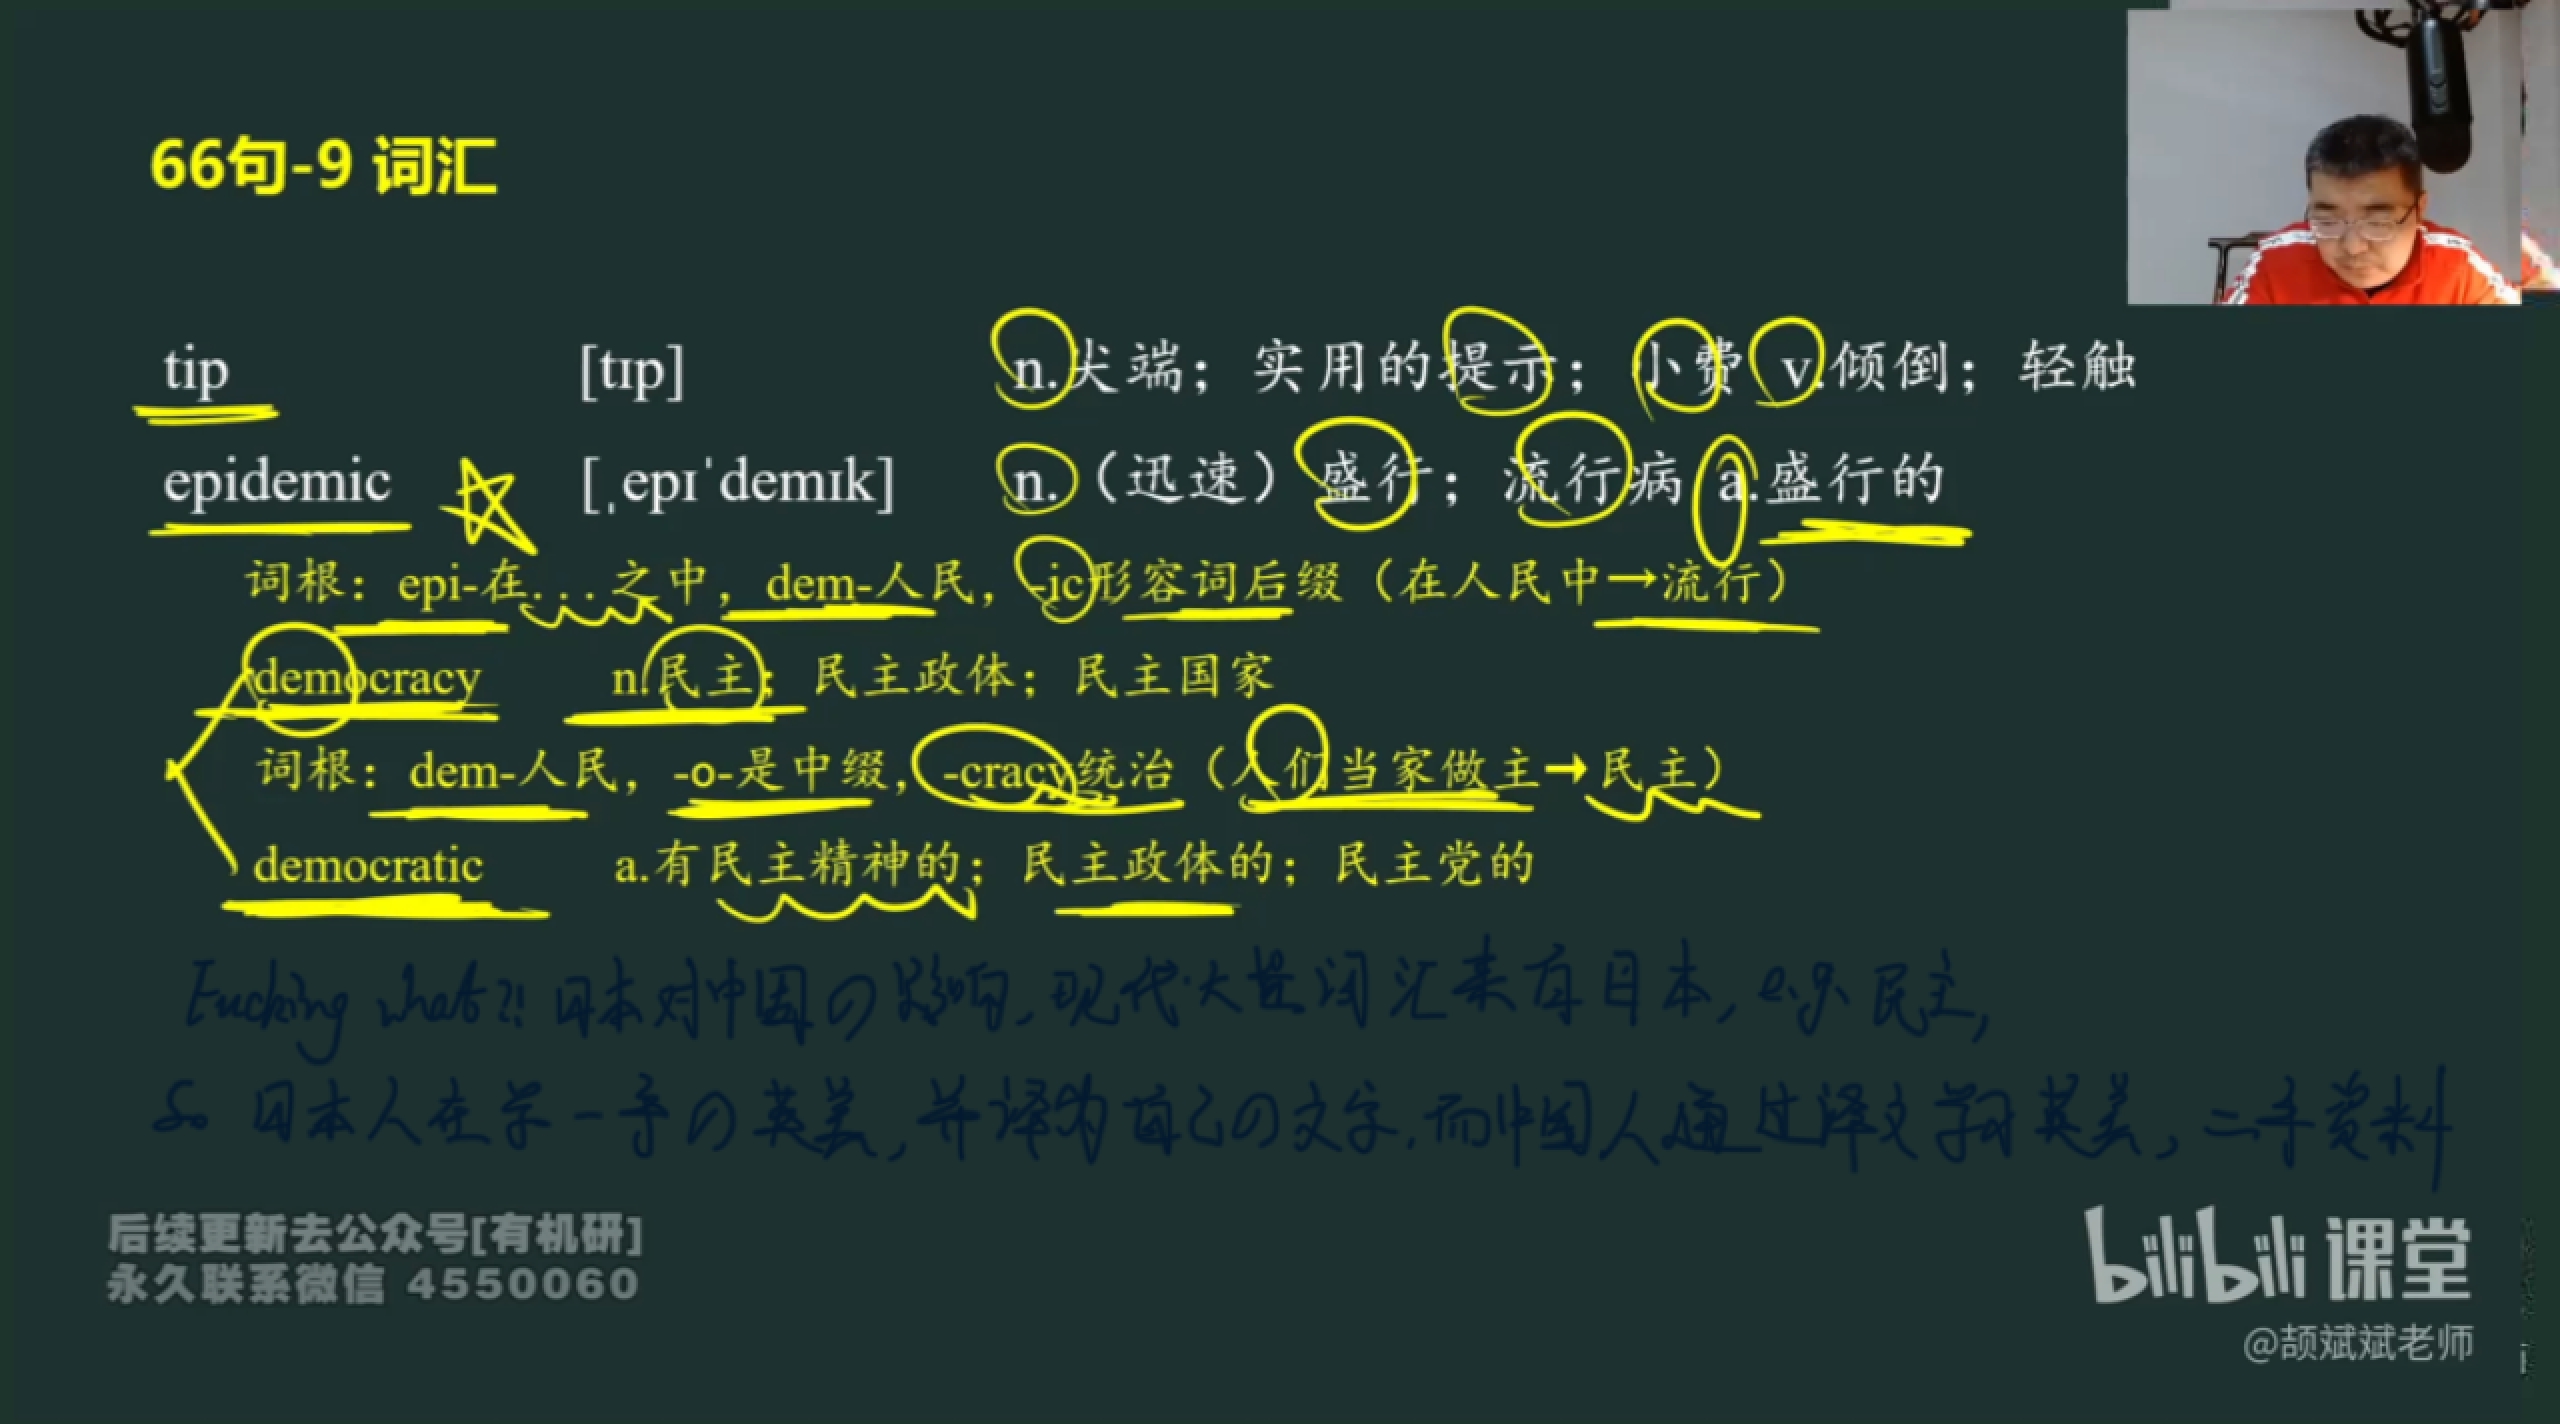 66句-9 词汇
tip [tɪp] n.尖端；实用的提示；小费 v.倾倒；轻触
epidemic [ˌepɪˈdemɪk] n.（迅速）盛行；流行病 a.盛行的
词根：epi-在...之中，dem-人民，-ic形容词后缀（在人民中→流行）
democracy n.民主；民主政体；民主国家
词根：dem-人民，-o-是中缀，-cracy统治（人们当家做主→民主）
democratic a.有民主精神的；民主政体的；民主党的
Fucking what?! 日本对中国の影响,现代大量词汇来右日本, e.g. 民主,
So 日本人在学一手の英美,并译为自己の文字.而中国人通过译文学习英美,二手资料
后续更新去公众号[有机研]
永久联系微信 4550060
bilibili 课堂
@颉斌斌老师